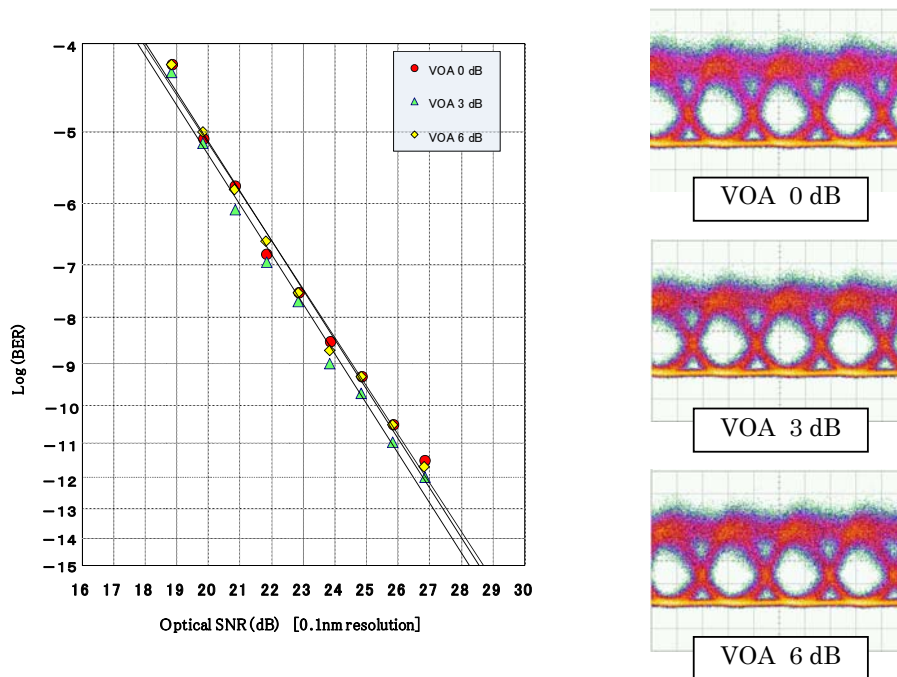 −4
−5
−6
−7
−8
−9
−10
−11
−12
−13
−14
−15
Log (BER)
16 17 18 19 20 21 22 23 24 25 26 27 28 29 30
Optical SNR (dB) [0.1nm resolution]
VOA 0 dB
VOA 3 dB
VOA 6 dB
VOA 0 dB
VOA 3 dB
VOA 6 dB